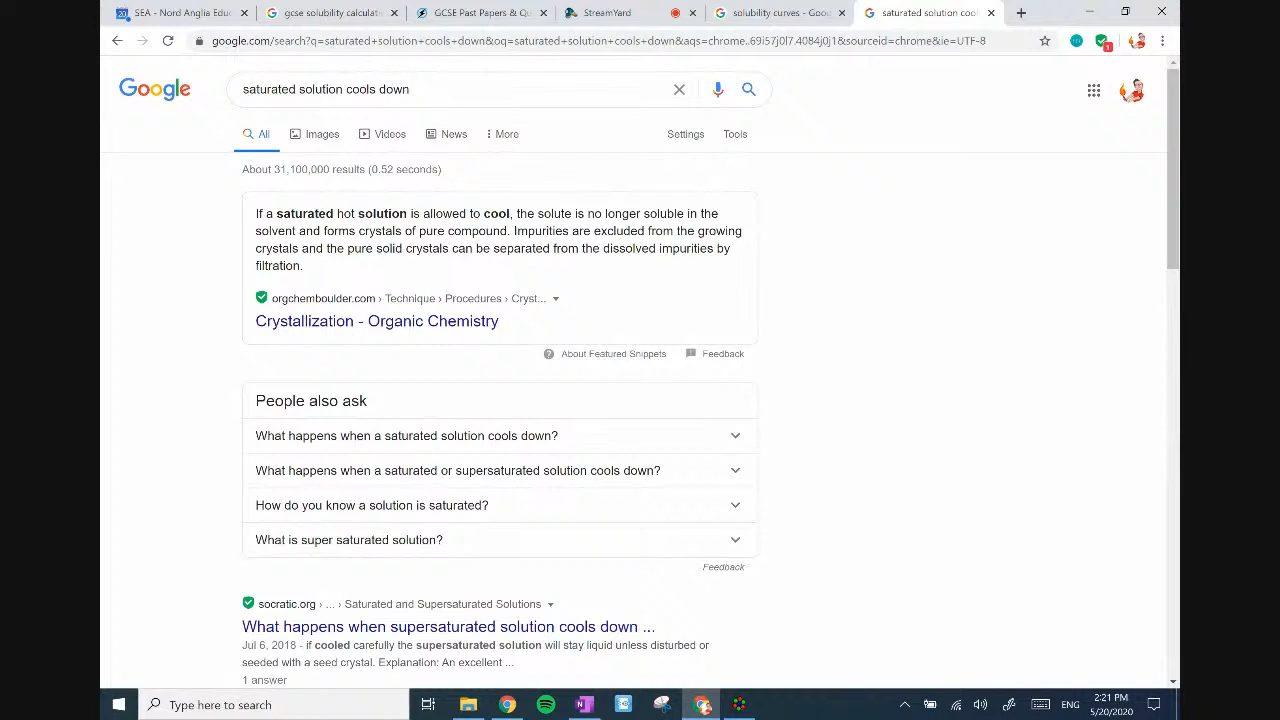 SEA - Nord Anglia Educ
gcse solubility calculati
GCSE Past Papers & Qu
StreamYard
solubility curves - G
saturated solution cool
google.com/search?q=saturated+solution+cools+down&oq=saturated+solution+cools+down&aqs=chrome..69i57j0l7.4084j0j1&sourceid=chrome&ie=UTF-8
1
Google
saturated solution cools down
All
Images
Videos
News
More
Settings
Tools
About 31,100,000 results (0.52 seconds)
If a saturated hot solution is allowed to cool, the solute is no longer soluble in the
solvent and forms crystals of pure compound. Impurities are excluded from the growing
crystals and the pure solid crystals can be separated from the dissolved impurities by
filtration.
orgchemboulder.com › Technique › Procedures › Cryst...
Crystallization - Organic Chemistry
About Featured Snippets
Feedback
People also ask
What happens when a saturated solution cools down?
What happens when a saturated or supersaturated solution cools down?
How do you know a solution is saturated?
What is super saturated solution?
Feedback
socratic.org › ... › Saturated and Supersaturated Solutions
What happens when supersaturated solution cools down ...
Jul 6, 2018 - if cooled carefully the supersaturated solution will stay liquid unless disturbed or
seeded with a seed crystal. Explanation: An excellent ...
1 answer
Type here to search
ENG
2:21 PM
5/20/2020